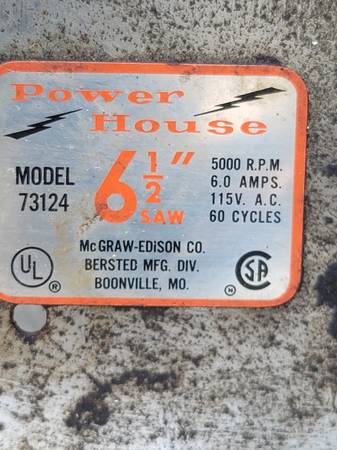 Power
House
MODEL
73124
6 1/2"
SAW
5000 R.P.M.
6.0 AMPS.
115V. A.C.
60 CYCLES
McGRAW-EDISON CO.
BERSTED MFG. DIV.
BOONVILLE, MO.
UL ®
CSA
N